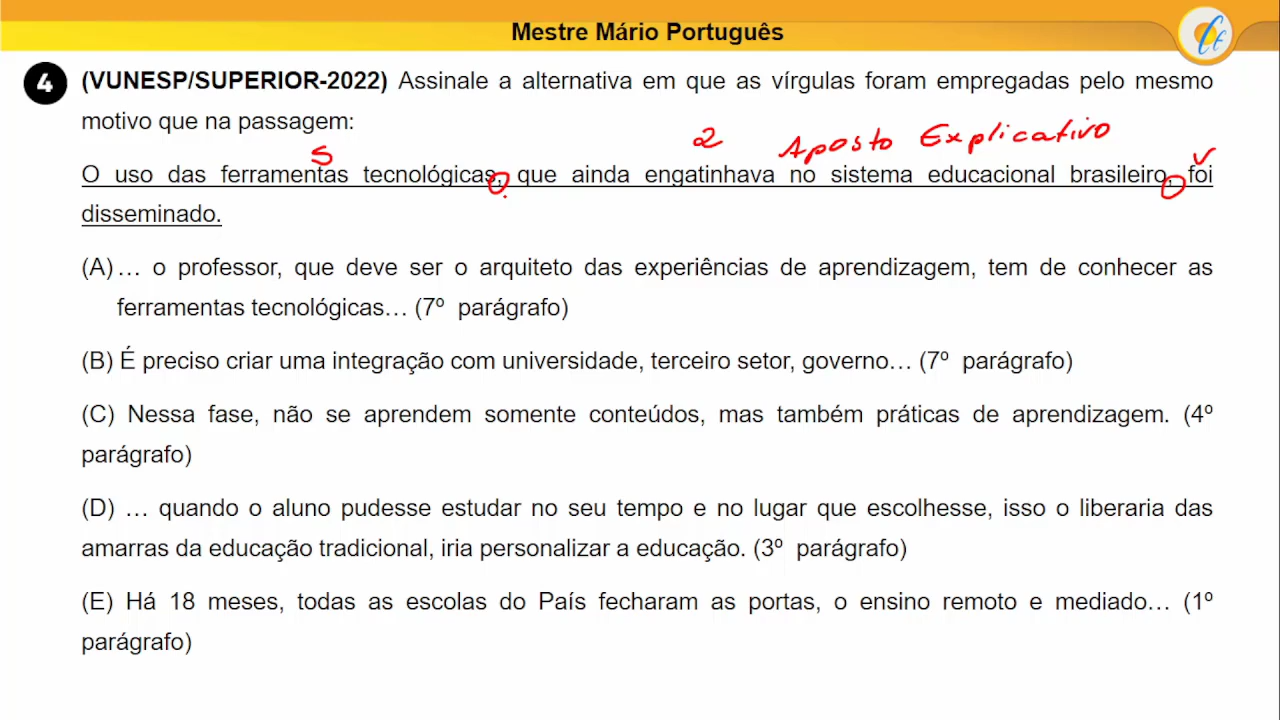 Mestre Mário Português
4 (VUNESP/SUPERIOR-2022) Assinale a alternativa em que as vírgulas foram empregadas pelo mesmo
motivo que na passagem:
S 2 Aposto Explicativo V
O uso das ferramentas tecnológicas, que ainda engatinhava no sistema educacional brasileiro, foi
disseminado.
(A) … o professor, que deve ser o arquiteto das experiências de aprendizagem, tem de conhecer as
ferramentas tecnológicas… (7º parágrafo)
(B) É preciso criar uma integração com universidade, terceiro setor, governo… (7º parágrafo)
(C) Nessa fase, não se aprendem somente conteúdos, mas também práticas de aprendizagem. (4º
parágrafo)
(D) … quando o aluno pudesse estudar no seu tempo e no lugar que escolhesse, isso o liberaria das
amarras da educação tradicional, iria personalizar a educação. (3º parágrafo)
(E) Há 18 meses, todas as escolas do País fecharam as portas, o ensino remoto e mediado… (1º
parágrafo)